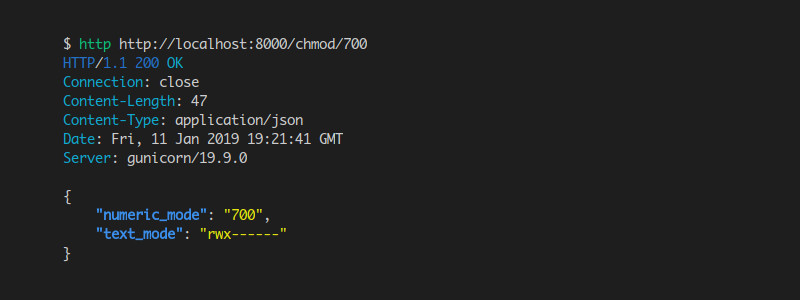 $ http http://localhost:8000/chmod/700
HTTP/1.1 200 OK
Connection: close
Content-Length: 47
Content-Type: application/json
Date: Fri, 11 Jan 2019 19:21:41 GMT
Server: gunicorn/19.9.0

{
    "numeric_mode": "700",
    "text_mode": "rwx------"
}